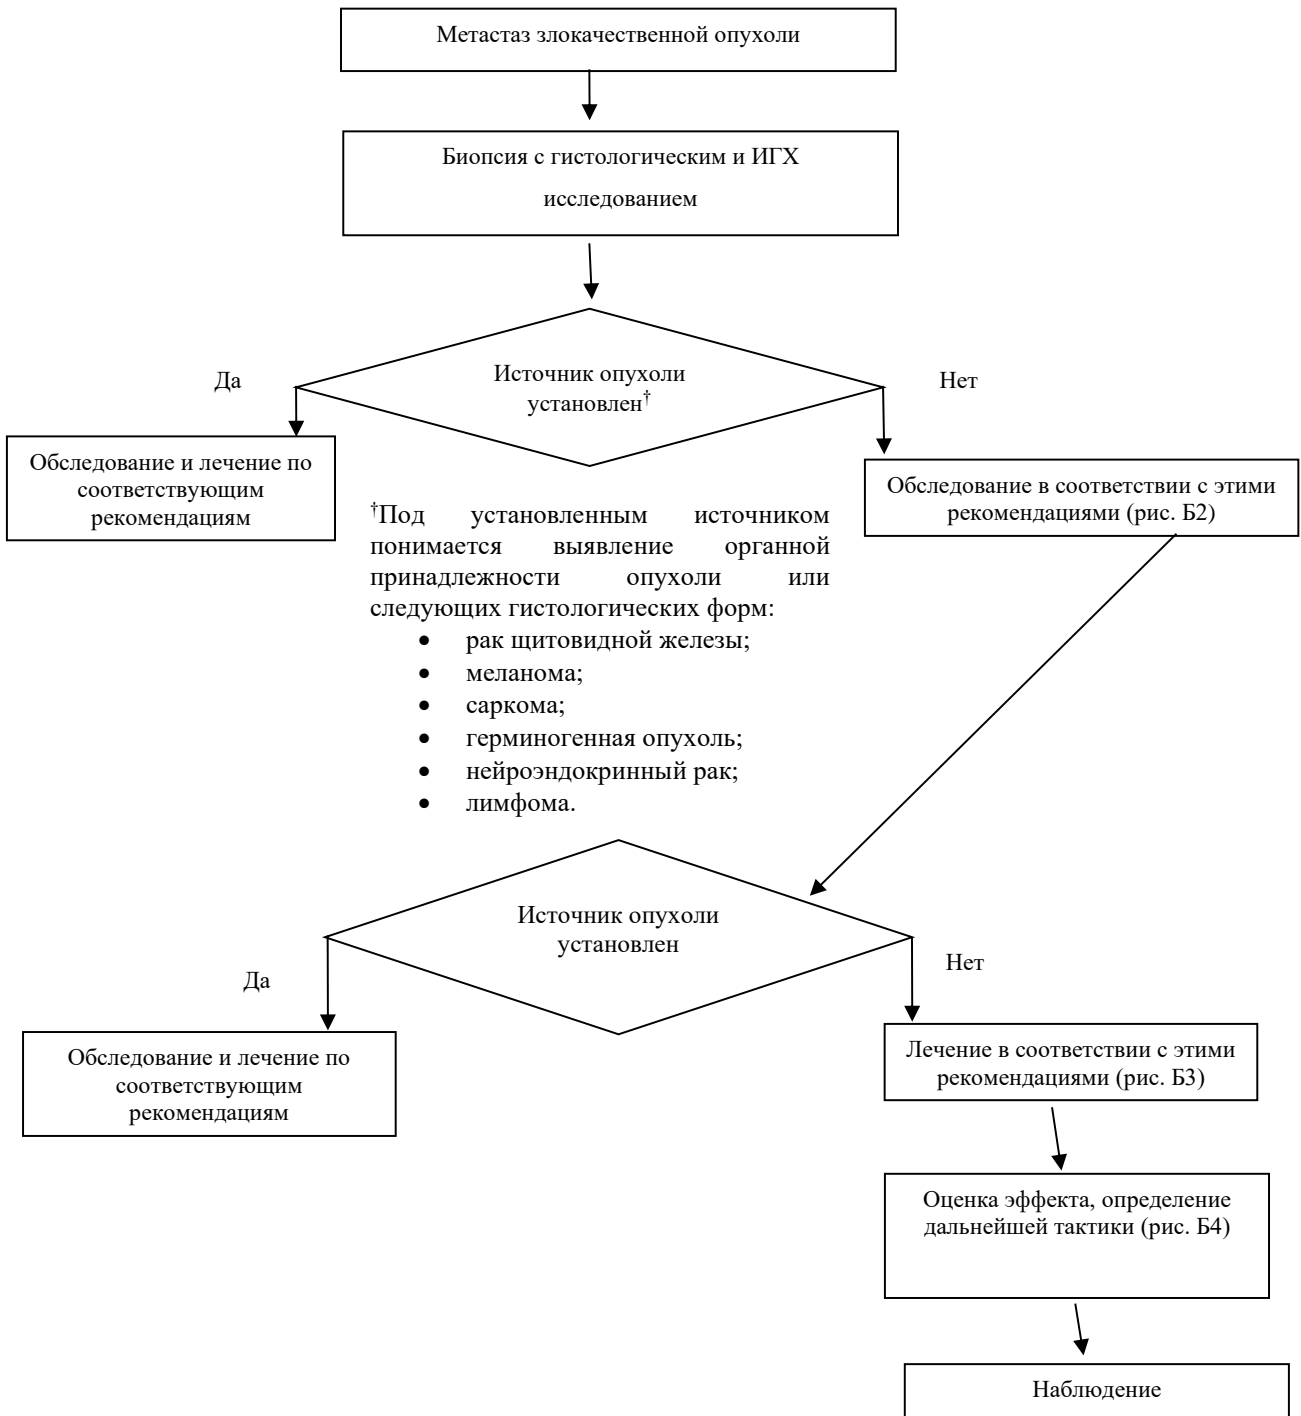 Метастаз злокачественной опухоли
Биопсия с гистологическим и ИГХ
исследованием
Источник опухоли
установлен†
Да
Нет
Обследование и лечение по
соответствующим
рекомендациям
Обследование в соответствии с этими
рекомендациями (рис. Б2)
†Под установленным источником
понимается выявление органной
принадлежности опухоли или
следующих гистологических форм:
• рак щитовидной железы;
• меланома;
• саркома;
• герминогенная опухоль;
• нейроэндокринный рак;
• лимфома.
Источник опухоли
установлен
Да
Нет
Обследование и лечение по
соответствующим
рекомендациям
Лечение в соответствии с этими
рекомендациями (рис. Б3)
Оценка эффекта, определение
дальнейшей тактики (рис. Б4)
Наблюдение